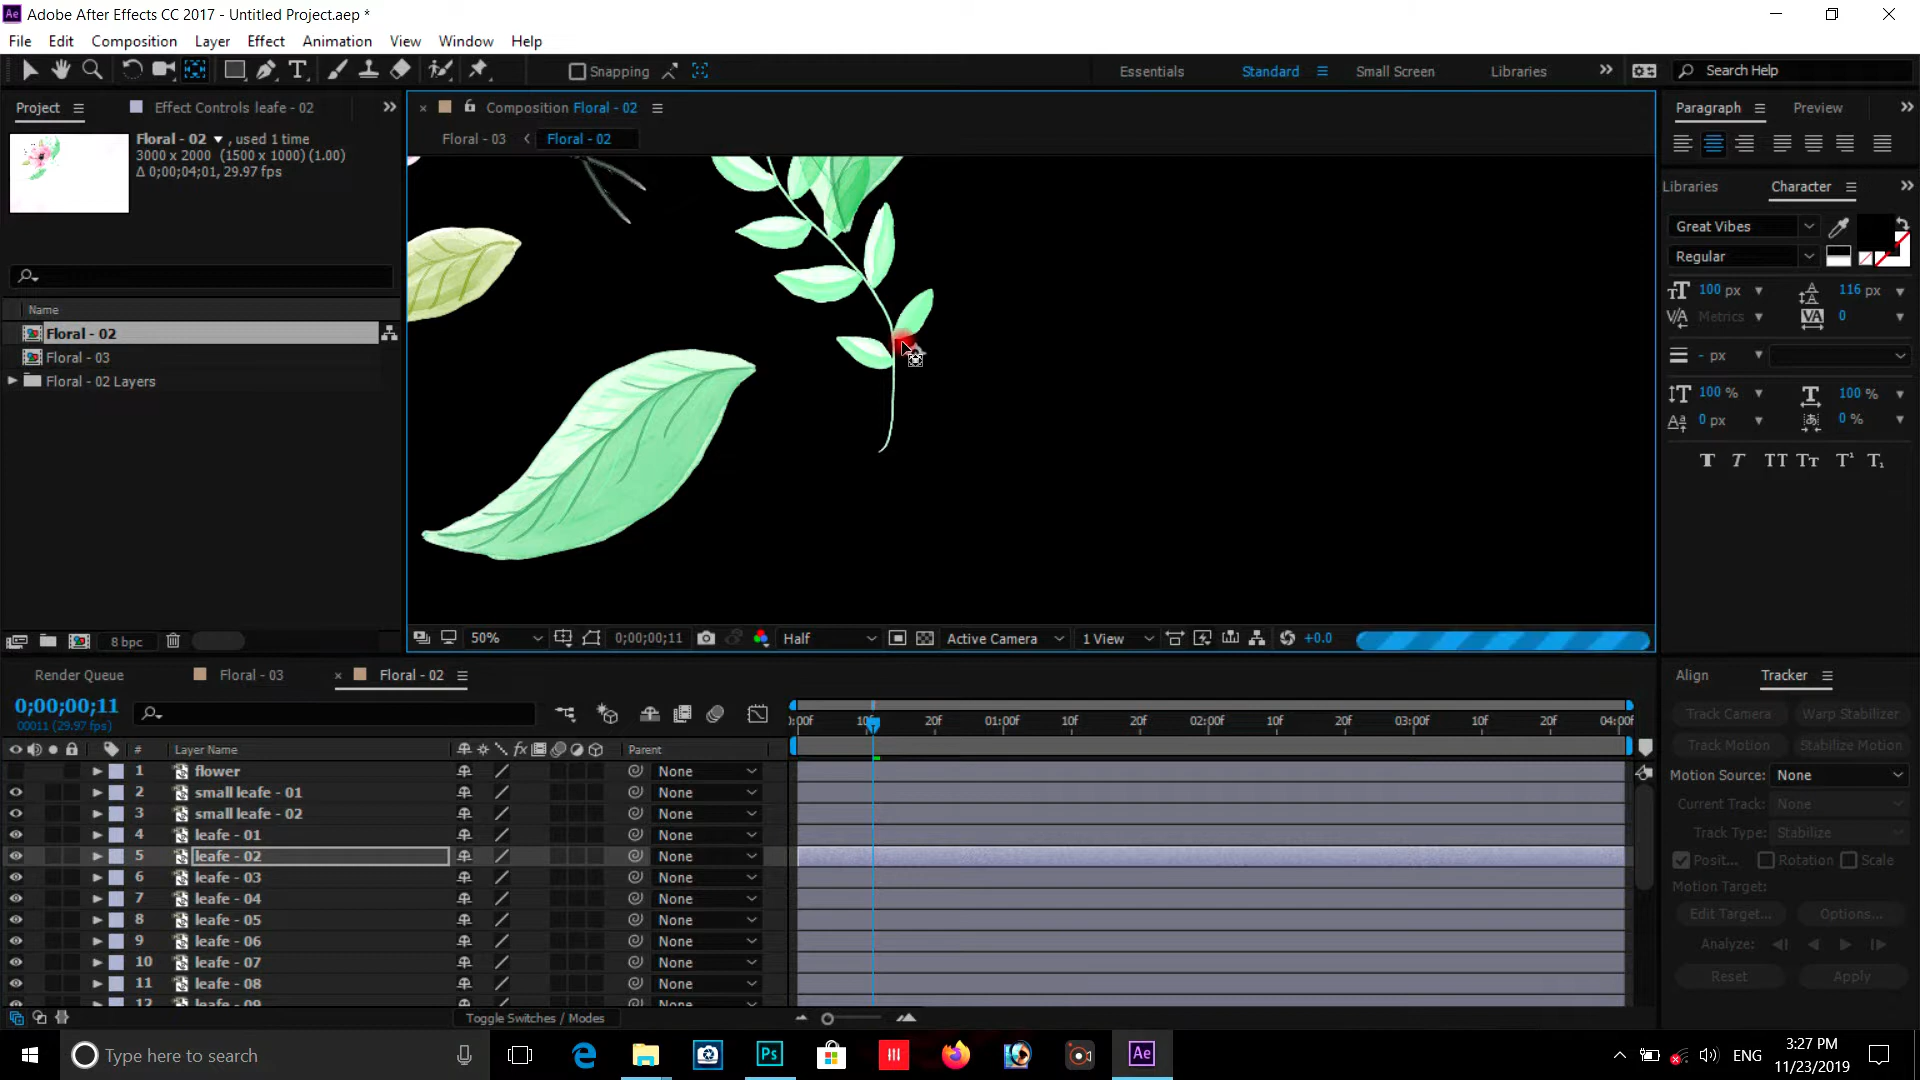 Adobe After Effects CC 2017 - Untitled Project.aep *
File Edit Composition Layer Effect Animation View Window Help
Snapping
Essentials Standard Small Screen Libraries Search Help
Project Effect Controls leafe - 02
Composition Floral - 02
Paragraph Preview
Floral - 02 , used 1 time
3000 x 2000 (1500 x 1000) (1.00)
Δ 0;00;04;01, 29.97 fps
Floral - 03 Floral - 02
Libraries Character
Great Vibes
Regular
100 px 116 px
Metrics 0
- px
100 % 100 %
0 px 0 %
T T TT Tt T¹ T₁
Name
Floral - 02
Floral - 03
Floral - 02 Layers
8 bpc
50% 0;00;00;11 Half Active Camera 1 View +0.0
Render Queue Floral - 03 Floral - 02
Align Tracker
0;00;00;11
00011 (29.97 fps)
):00f 10f 20f 01:00f 10f 20f 02:00f 10f 20f 03:00f 10f 20f 04:00f
# Layer Name Parent
1 flower None
2 small leafe - 01 None
3 small leafe - 02 None
4 leafe - 01 None
5 leafe - 02 None
6 leafe - 03 None
7 leafe - 04 None
8 leafe - 05 None
9 leafe - 06 None
10 leafe - 07 None
11 leafe - 08 None
12 leafe - 09 None
Toggle Switches / Modes
Track Camera Warp Stabilizer
Track Motion Stabilize Motion
Motion Source: None
Current Track: None
Track Type: Stabilize
Posit... Rotation Scale
Motion Target:
Edit Target... Options...
Analyze:
Reset Apply
Type here to search
ENG
3:27 PM
11/23/2019